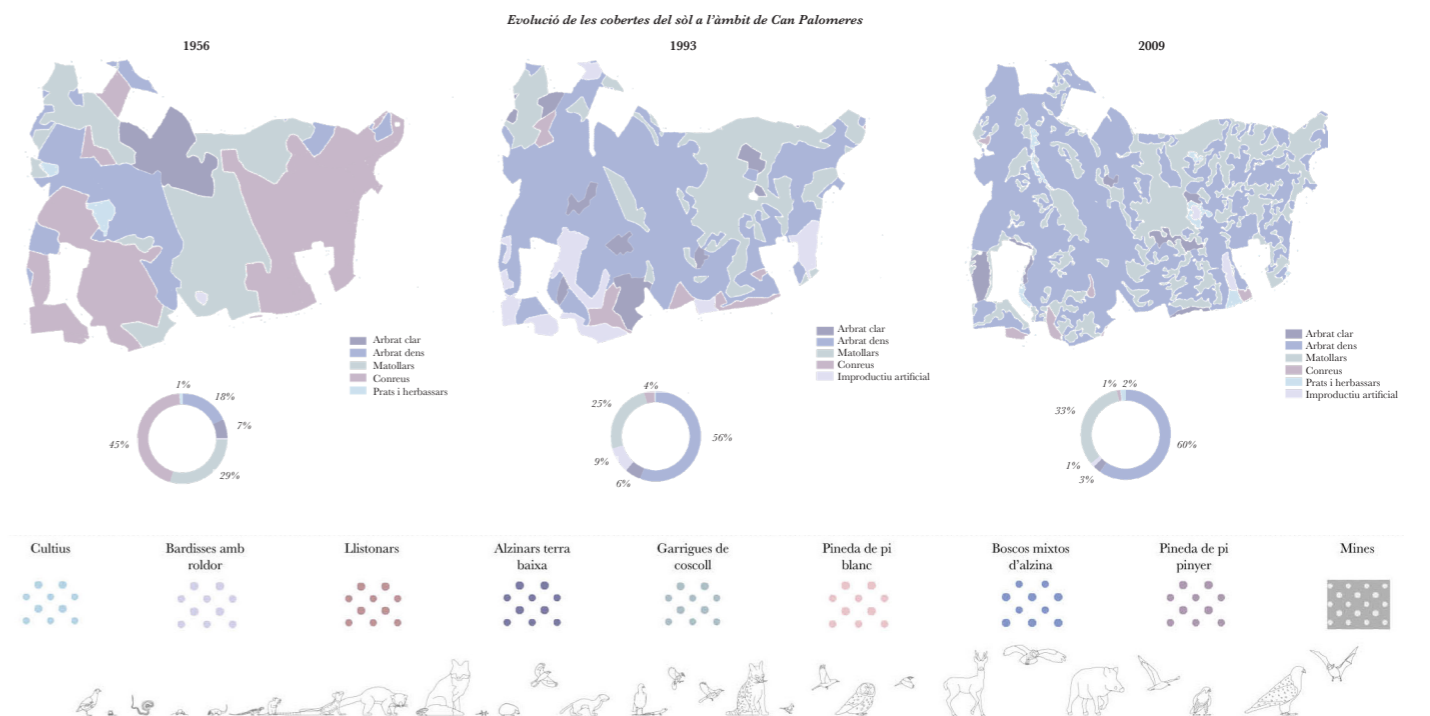 Evolució de les cobertes del sòl a l'àmbit de Can Palomeres
1956
1993
2009
Arbrat clar
Arbrat dens
Matollars
Conreus
Prats i herbassars
Arbrat clar
Arbrat dens
Matollars
Conreus
Improductiu artificial
Arbrat clar
Arbrat dens
Matollars
Conreus
Prats i herbassars
Improductiu artificial
1%
18%
7%
29%
45%
4%
56%
6%
9%
25%
1% 2%
60%
3%
1%
33%
Cultius
Bardisses amb
roldor
Llistonars
Alzinars terra
baixa
Garrigues de
coscoll
Pineda de pi
blanc
Boscos mixtos
d'alzina
Pineda de pi
pinyer
Mines